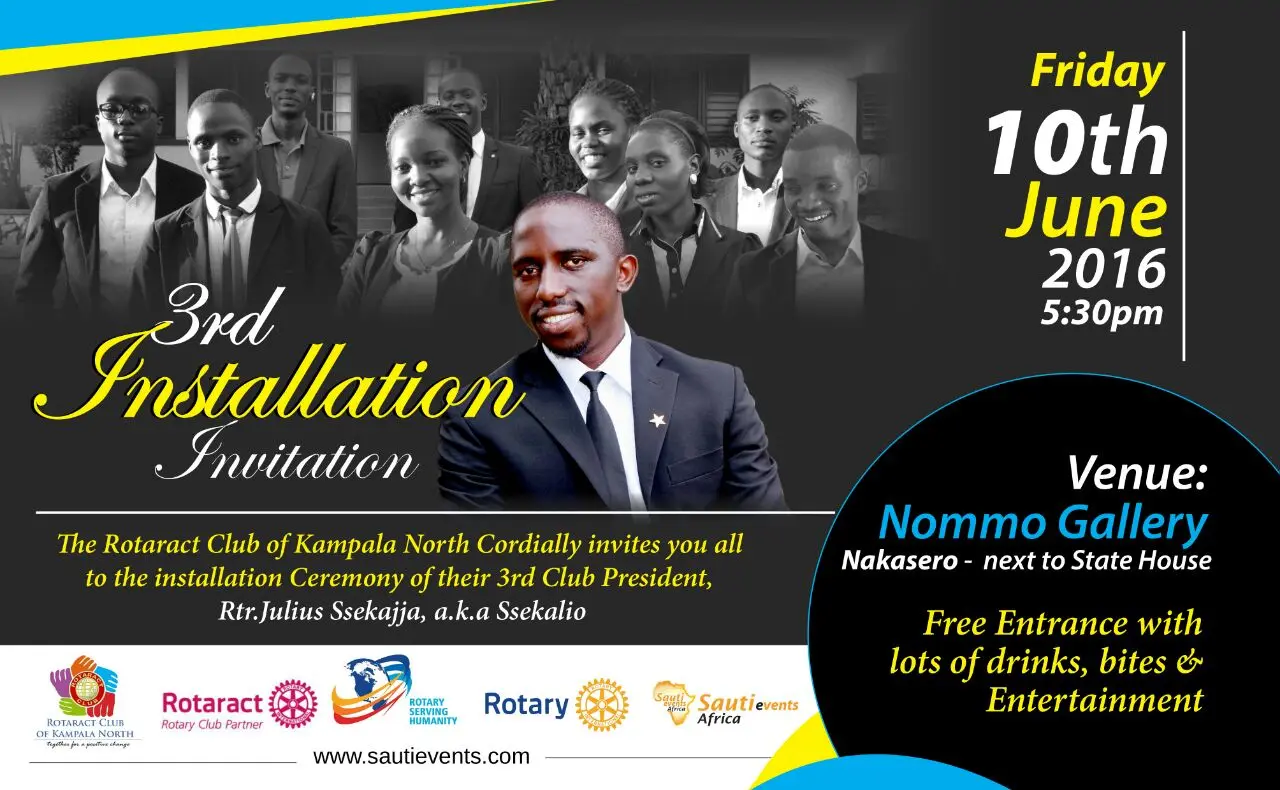 Friday
10th
June
2016
5:30pm
3rd
Installation
Invitation
The Rotaract Club of Kampala North Cordially invites you all
to the installation Ceremony of their 3rd Club President,
Rtr.Julius Ssekajja, a.k.a Ssekalio
Venue:
Nommo Gallery
Nakasero - next to State House
Free Entrance with
lots of drinks, bites &
Entertainment
ROTARACT
CLUB
ROTARACT CLUB
OF KAMPALA NORTH
together for a positive change
Rotaract
Rotary Club Partner
ROTARY
SERVING
HUMANITY
Rotary
Sauti
events
africa
Sautievents
Africa
www.sautievents.com